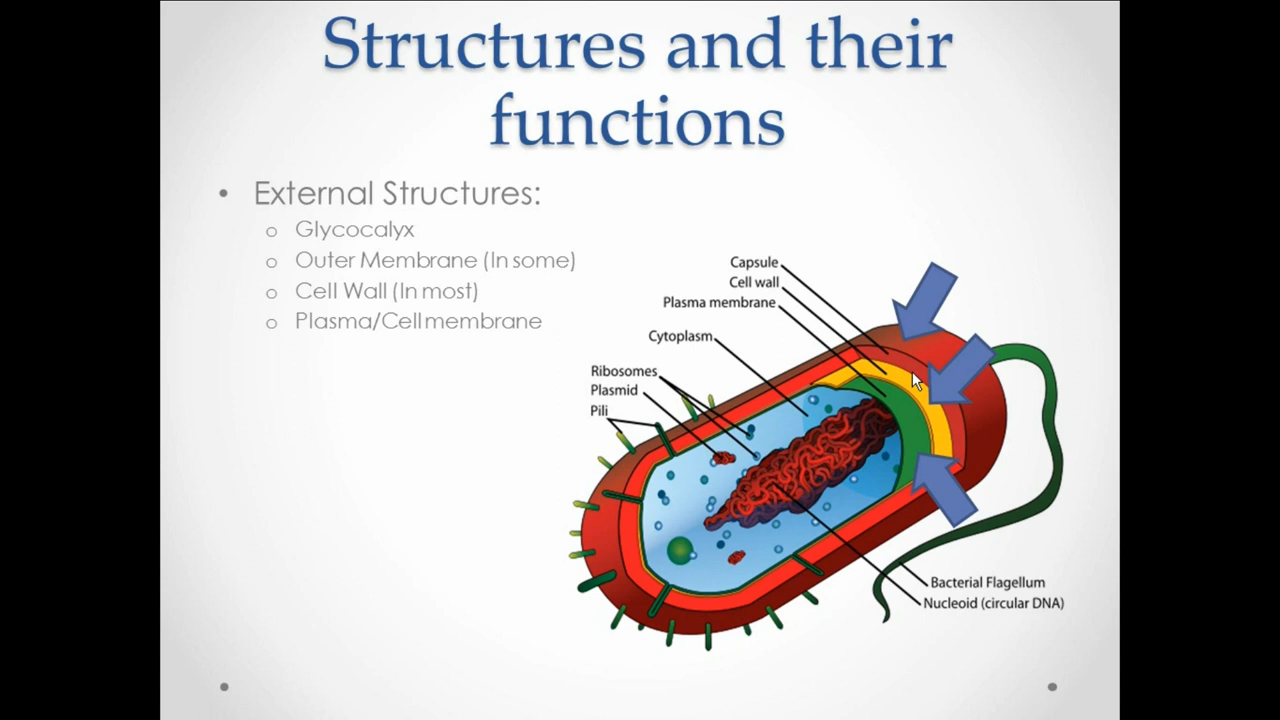 Structures and their
functions
• External Structures:
o Glycocalyx
o Outer Membrane (In some)
o Cell Wall (In most)
o Plasma/Cell membrane
Capsule
Cell wall
Plasma membrane
Cytoplasm
Ribosomes
Plasmid
Pili
Bacterial Flagellum
Nucleoid (circular DNA)